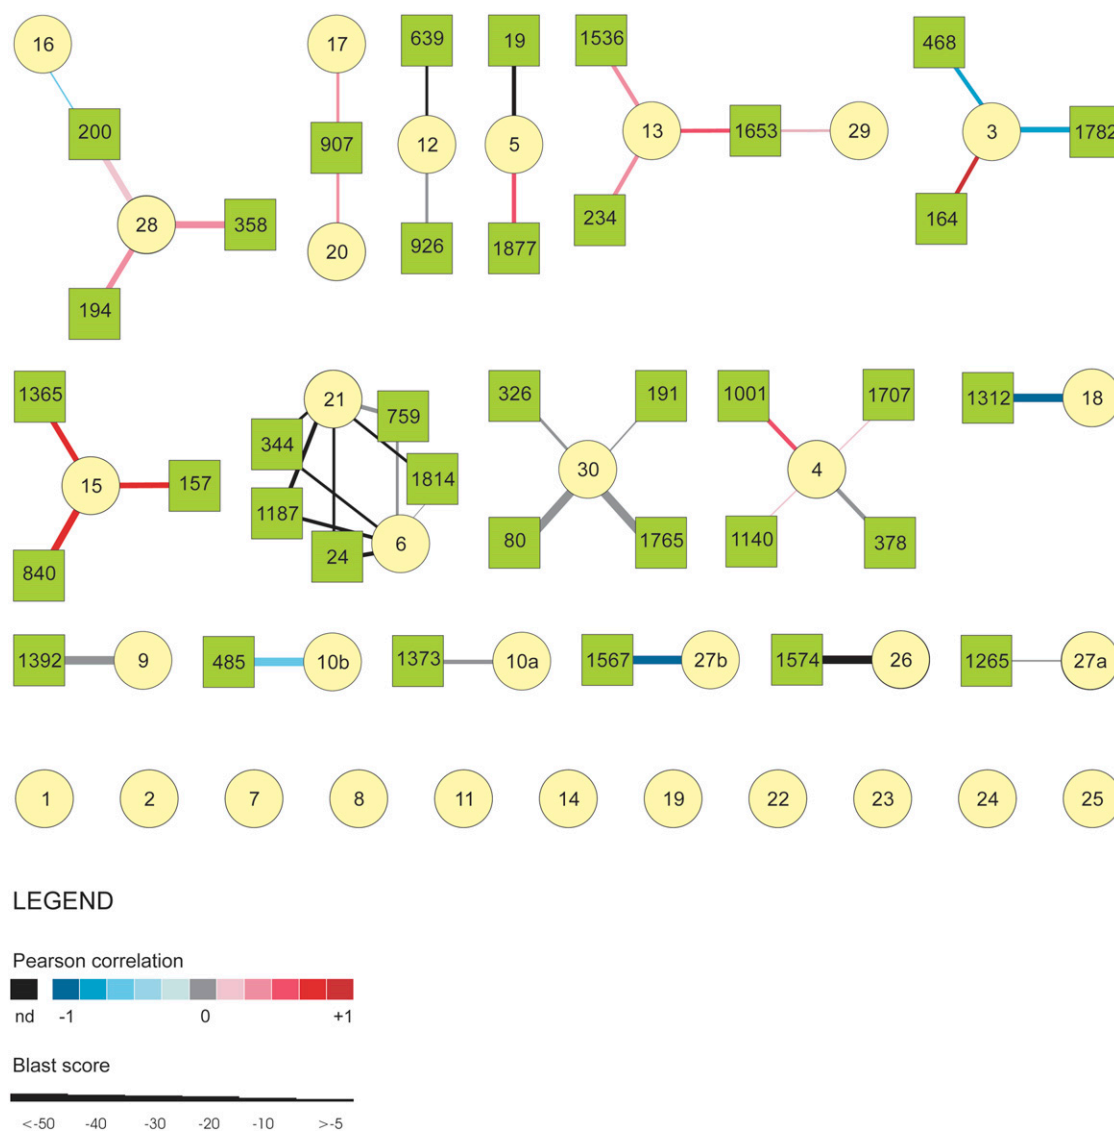 16 17 639 19 1536 468
200 907 12 5 13 1653 29 3 1782
28 358 20 926 1877 234 164
194
1365 21 759 326 191 1001 1707 1312 18
344
15 157 1814 30 4
1187
840 24 6 80 1765 1140 378
1392 9 485 10b 1373 10a 1567 27b 1574 26 1265 27a
1 2 7 8 11 14 19 22 23 24 25
LEGEND
Pearson correlation
nd -1 0 +1
Blast score
<-50 -40 -30 -20 -10 >-5